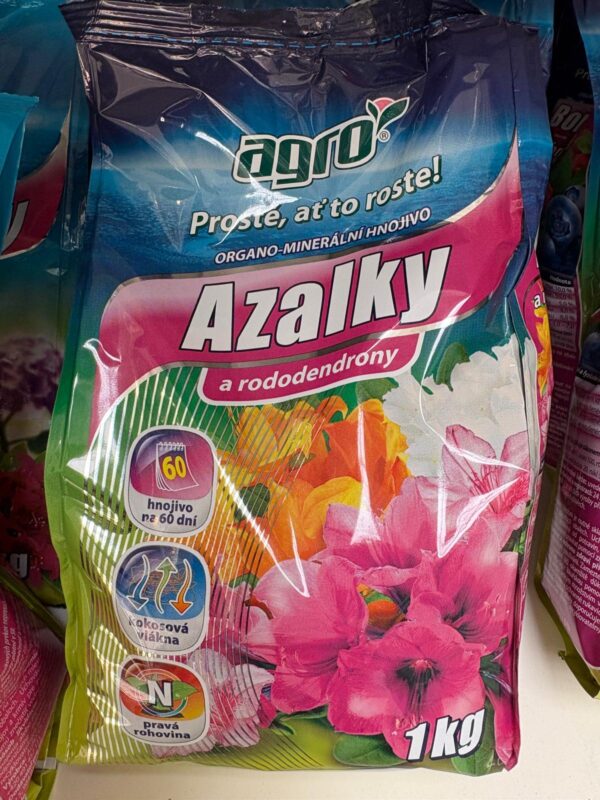 agro®
Prostě, ať to roste!
ORGANO-MINERÁLNÍ HNOJIVO
Azalky
a rododendrony
60
hnojivo
na 60 dní
kokosová
vlákna
N
pravá
rohovina
1 kg